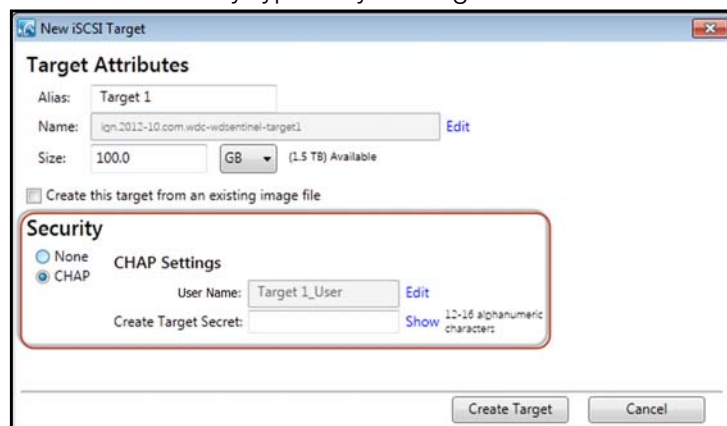 New iSCSI Target
Target Attributes
Alias: Target 1
Name: iqn.2012-10.com.wdc-wdsentinel-target1 Edit
Size: 100.0 GB (1.5 TB) Available
Create this target from an existing image file
Security
None
CHAP
CHAP Settings
User Name: Target 1_User Edit
Create Target Secret: Show 12-16 alphanumeric
characters
Create Target Cancel